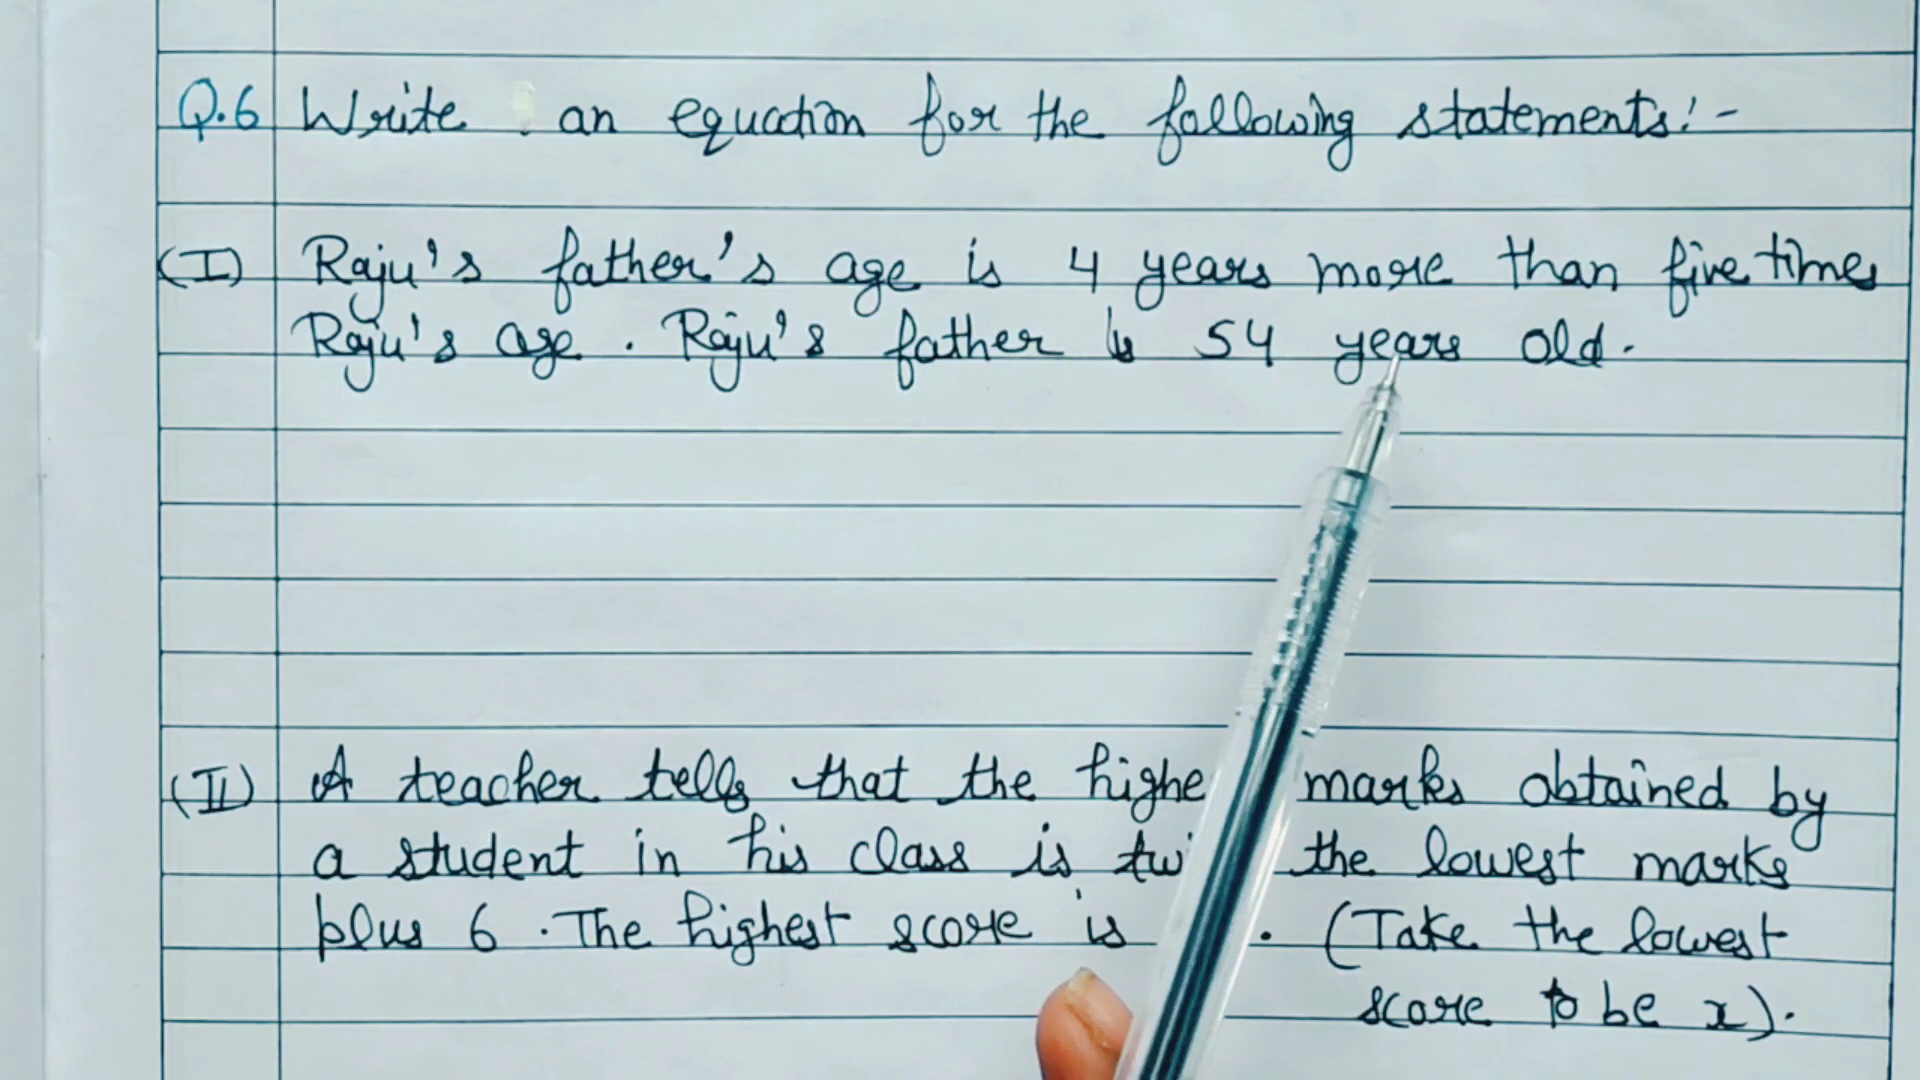 Q.6 Write an equation for the following statements:-
(I) Raju's father's age is 4 years more than five times
Raju's age. Raju's father is 54 years old.
(II) A teacher tells that the marks obtained by
a student in his class is the lowest marks
plus 6. The highest score is . (Take the lowest
score to be x).